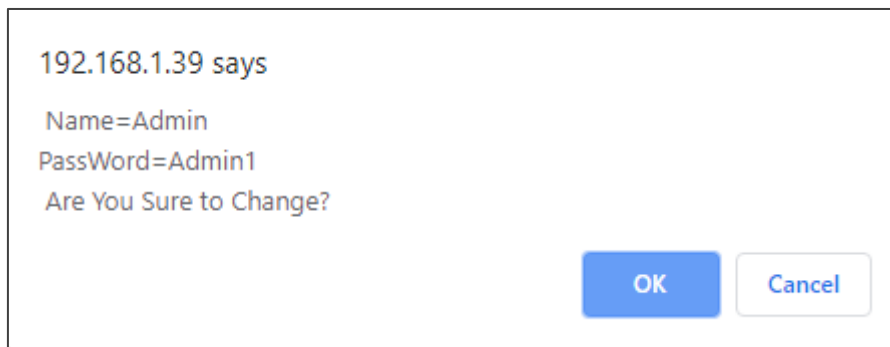 192.168.1.39 says
Name=Admin
PassWord=Admin1
Are You Sure to Change?
OK
Cancel